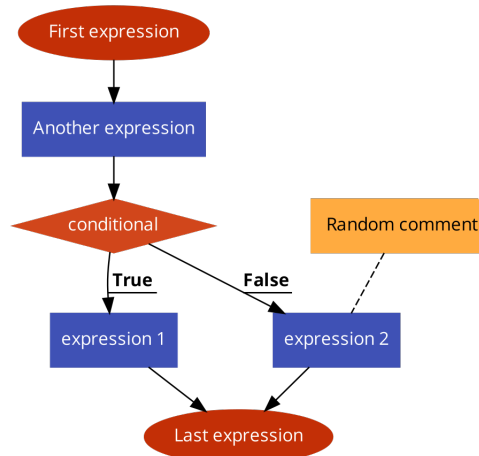 First expression
Another expression
conditional
Random comment
True
False
expression 1
expression 2
Last expression